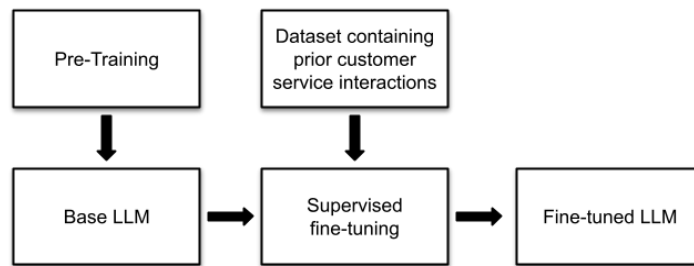 Pre-Training
Dataset containing
prior customer
service interactions
Base LLM
Supervised
fine-tuning
Fine-tuned LLM